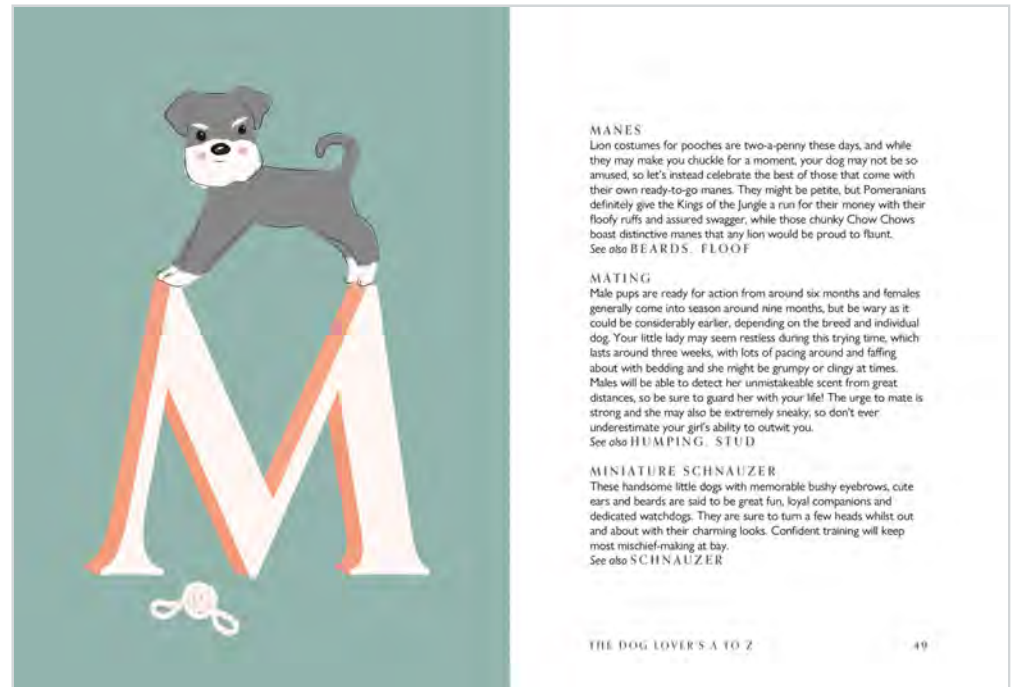 M
MANES
Lion costumes for pooches are two-a-penny these days, and while
they may make you chuckle for a moment, your dog may not be so
amused, so let's instead celebrate the best of those that come with
their own ready-to-go manes. They might be petite, but Pomeranians
definitely give the Kings of the Jungle a run for their money with their
floofy ruffs and assured swagger, while those chunky Chow Chows
boast distinctive manes that any lion would be proud to flaunt.
See also BEARDS, FLOOF
MATING
Male pups are ready for action from around six months and females
generally come into season around nine months, but be wary as it
could be considerably earlier, depending on the breed and individual
dog. Your little lady may seem restless during this trying time, which
lasts around three weeks, with lots of pacing around and faffing
about with bedding and she might be grumpy or clingy at times.
Males will be able to detect her unmistakeable scent from great
distances, so be sure to guard her with your life! The urge to mate is
strong and she may also be extremely sneaky, so don't ever
underestimate your girl's ability to outwit you.
See also HUMPING, STUD
MINIATURE SCHNAUZER
These handsome little dogs with memorable bushy eyebrows, cute
ears and beards are said to be great fun, loyal companions and
dedicated watchdogs. They are sure to turn a few heads whilst out
and about with their charming looks. Confident training will keep
most mischief-making at bay.
See also SCHNAUZER
THE DOG LOVER'S A TO Z 49